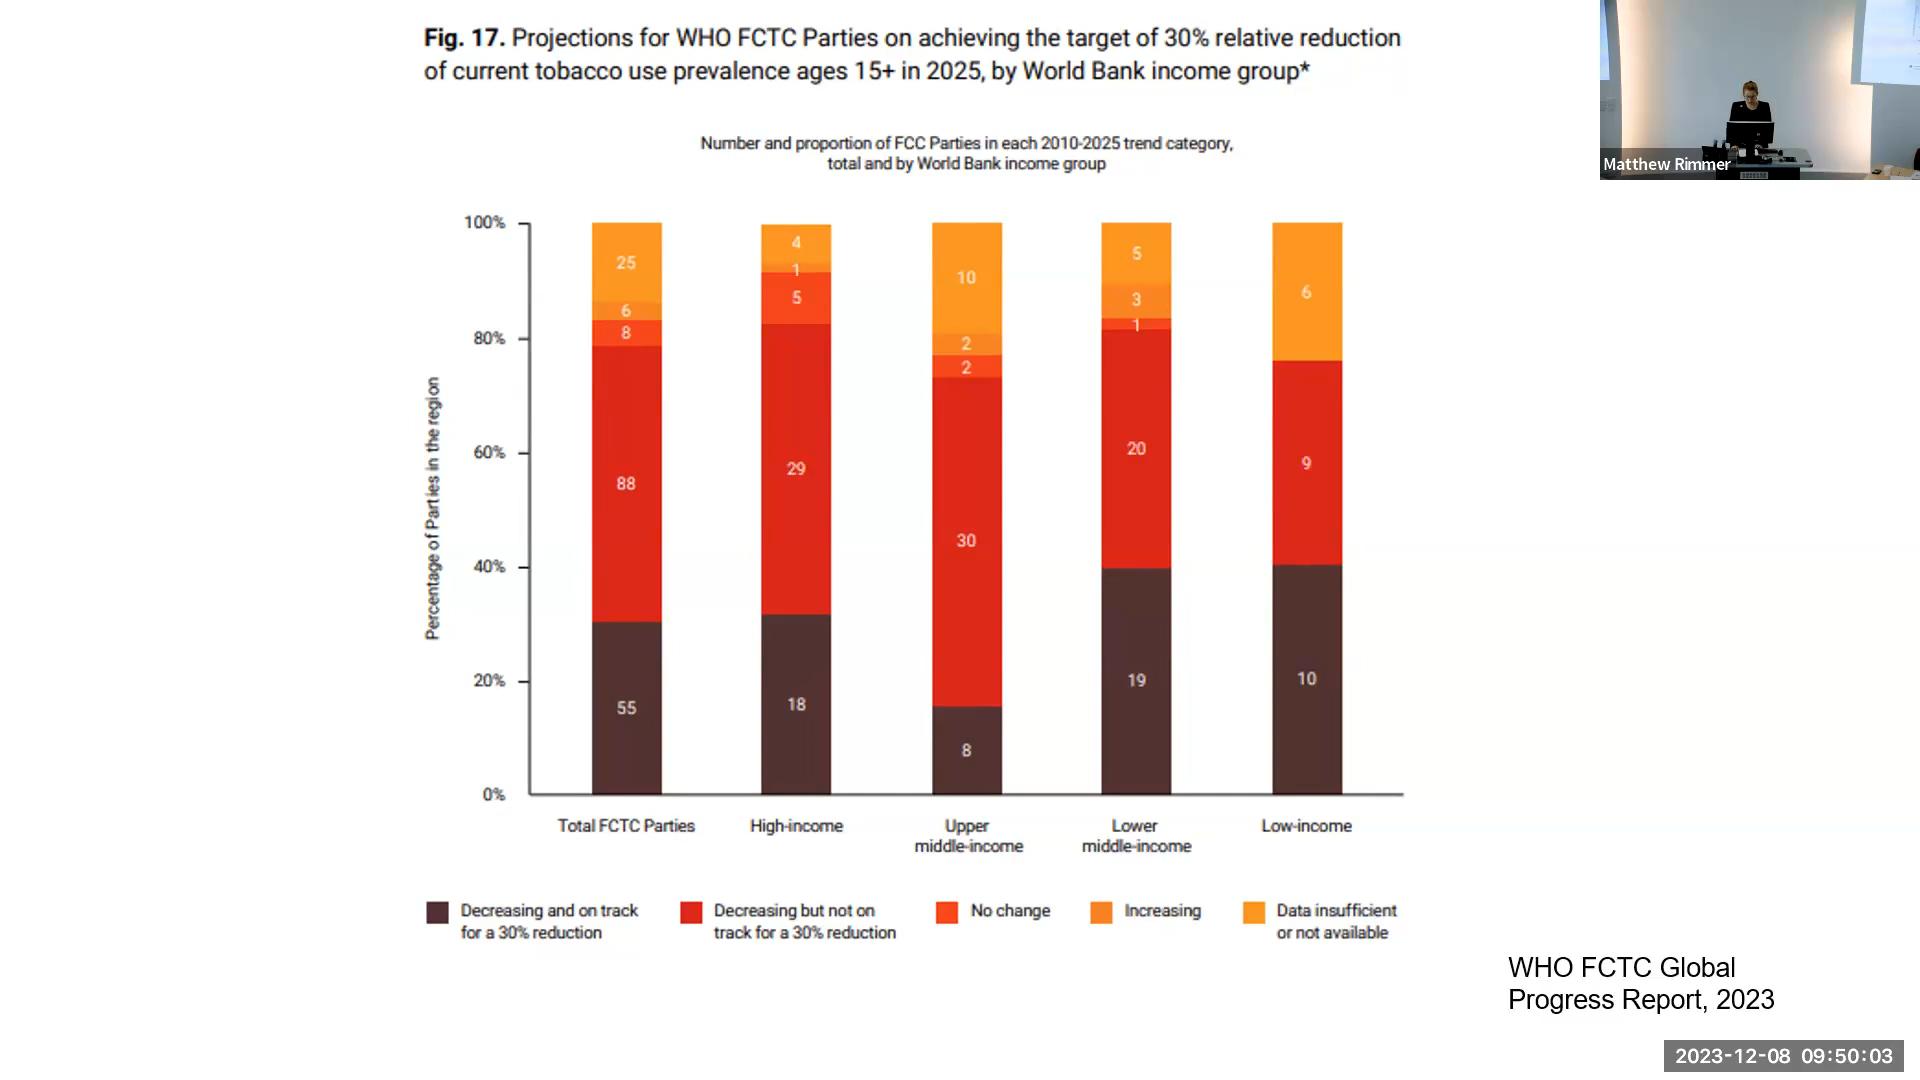 Fig. 17. Projections for WHO FCTC Parties on achieving the target of 30% relative reduction
of current tobacco use prevalence ages 15+ in 2025, by World Bank income group*
Matthew Rimmer
Number and proportion of FCC Parties in each 2010-2025 trend category,
total and by World Bank income group
Percentage of Parties in the region
100%
80%
60%
40%
20%
0%
25
6
8
88
55
4
1
5
29
18
10
2
2
30
8
5
3
1
20
19
6
9
10
Total FCTC Parties
High-income
Upper
middle-income
Lower
middle-income
Low-income
Decreasing and on track
for a 30% reduction
Decreasing but not on
track for a 30% reduction
No change
Increasing
Data insufficient
or not available
WHO FCTC Global
Progress Report, 2023
2023-12-08 09:50:03